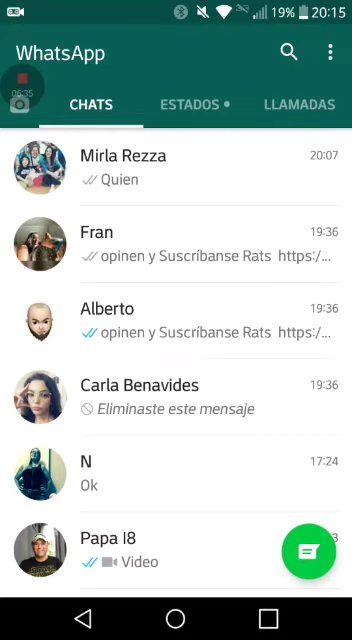 19% 20:15
WhatsApp
06:35
CHATS ESTADOS LLAMADAS
Mirla Rezza 20:07
Quien
Fran 19:36
opinen y Suscríbanse Rats https:/...
Alberto 19:36
opinen y Suscríbanse Rats https:/...
Carla Benavides 19:36
Eliminaste este mensaje
N 17:24
Ok
Papa I8
Video